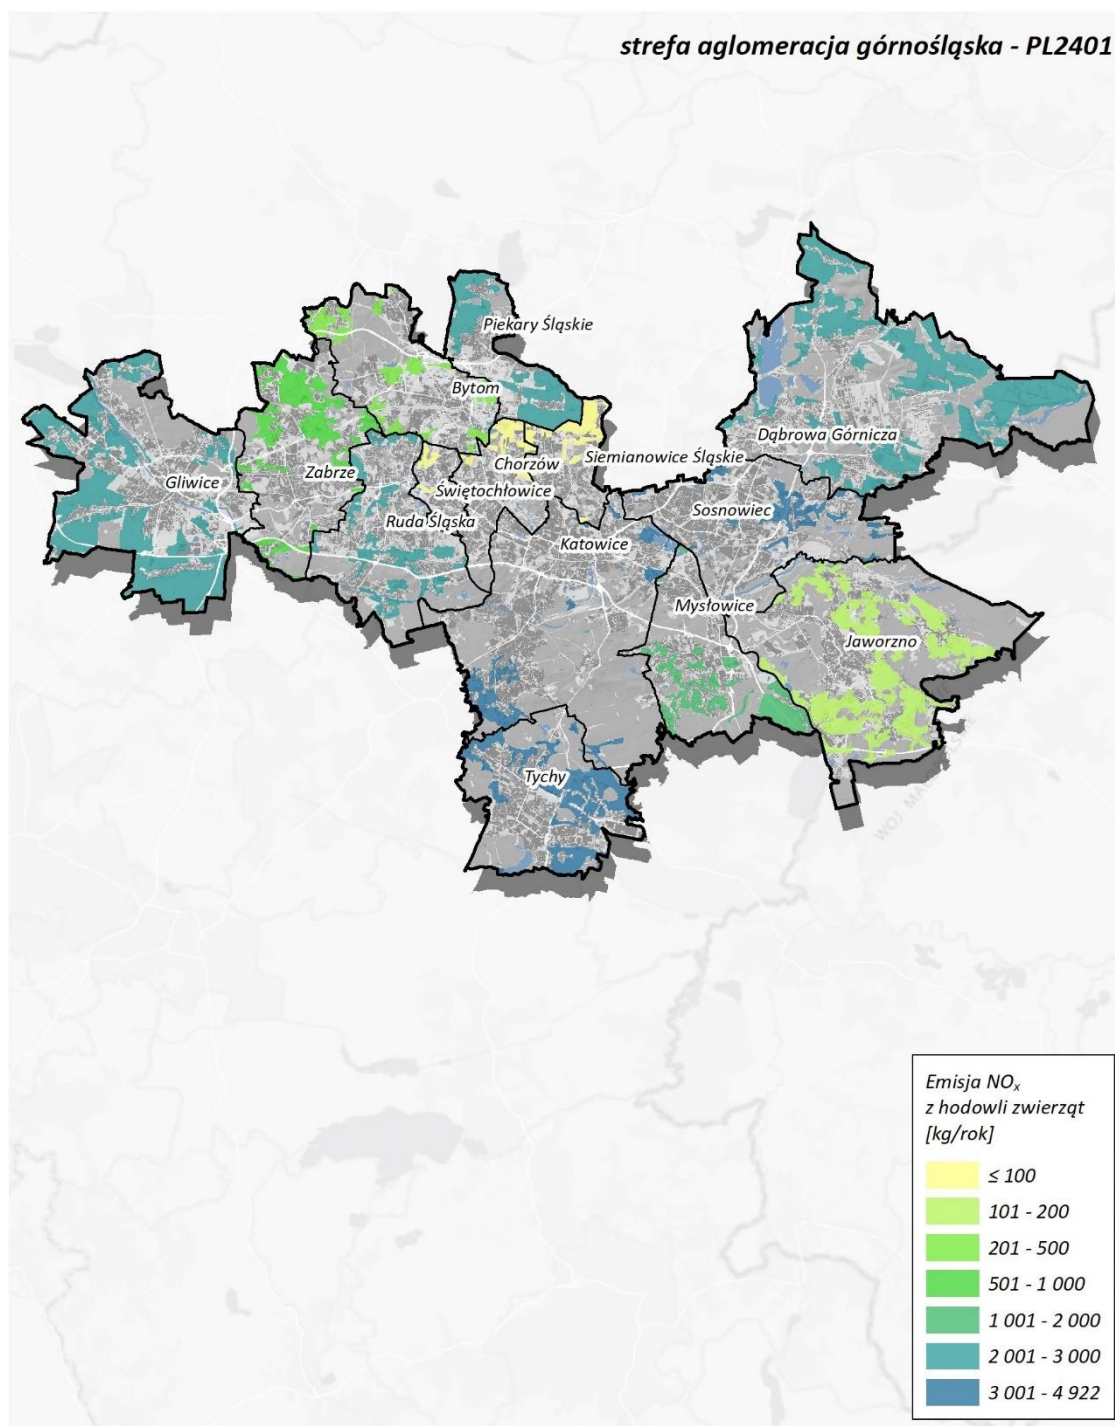 strefa aglomeracja górnośląska - PL2401
Piekary Śląskie
Bytom
Dąbrowa Górnicza
Chorzów
Siemianowice Śląskie
Gliwice
Zabrze
Świętochłowice
Ruda Śląska
Sosnowiec
Katowice
Mysłowice
Jaworzno
Tychy
Emisja NOₓ
z hodowli zwierząt
[kg/rok]
≤ 100
101 - 200
201 - 500
501 - 1 000
1 001 - 2 000
2 001 - 3 000
3 001 - 4 922